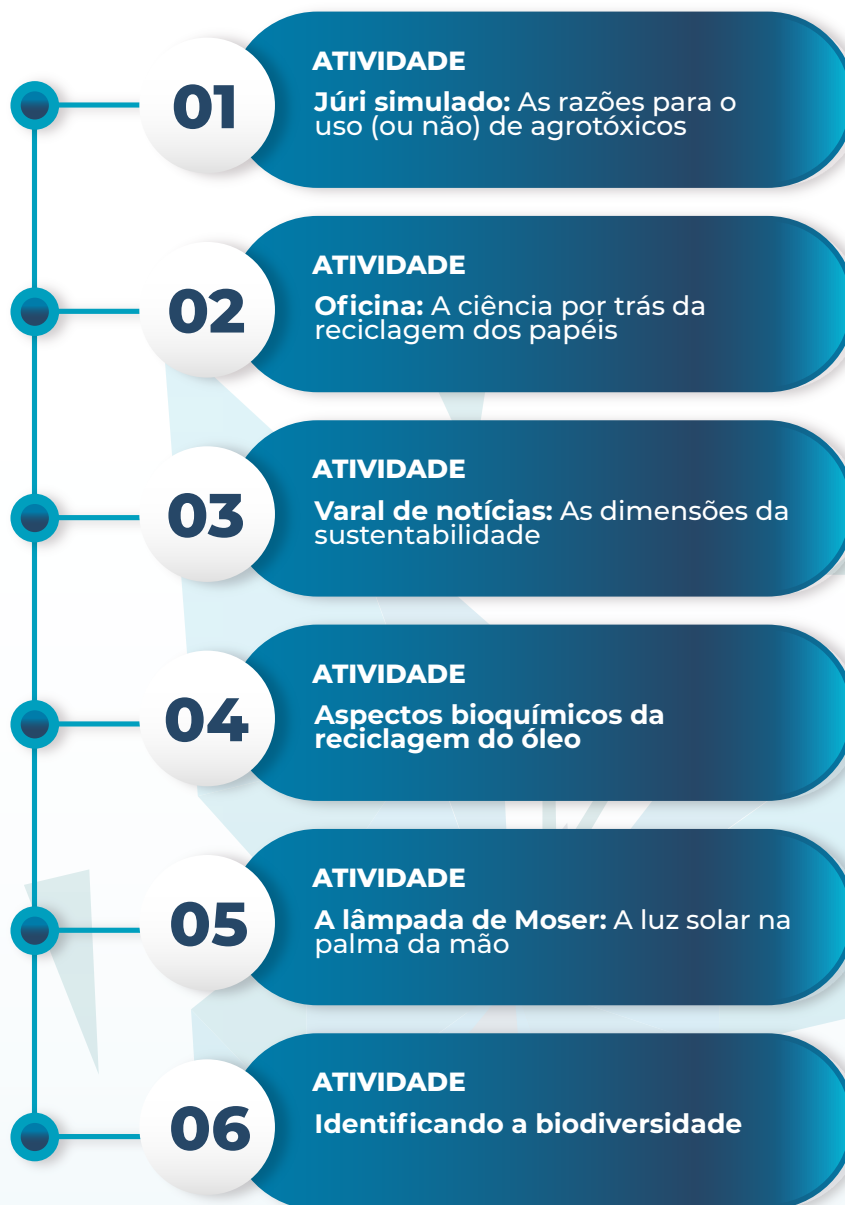 01
ATIVIDADE
Júri simulado: As razões para o
uso (ou não) de agrotóxicos
02
ATIVIDADE
Oficina: A ciência por trás da
reciclagem dos papéis
03
ATIVIDADE
Varal de notícias: As dimensões da
sustentabilidade
04
ATIVIDADE
Aspectos bioquímicos da
reciclagem do óleo
05
ATIVIDADE
A lâmpada de Moser: A luz solar na
palma da mão
06
ATIVIDADE
Identificando a biodiversidade